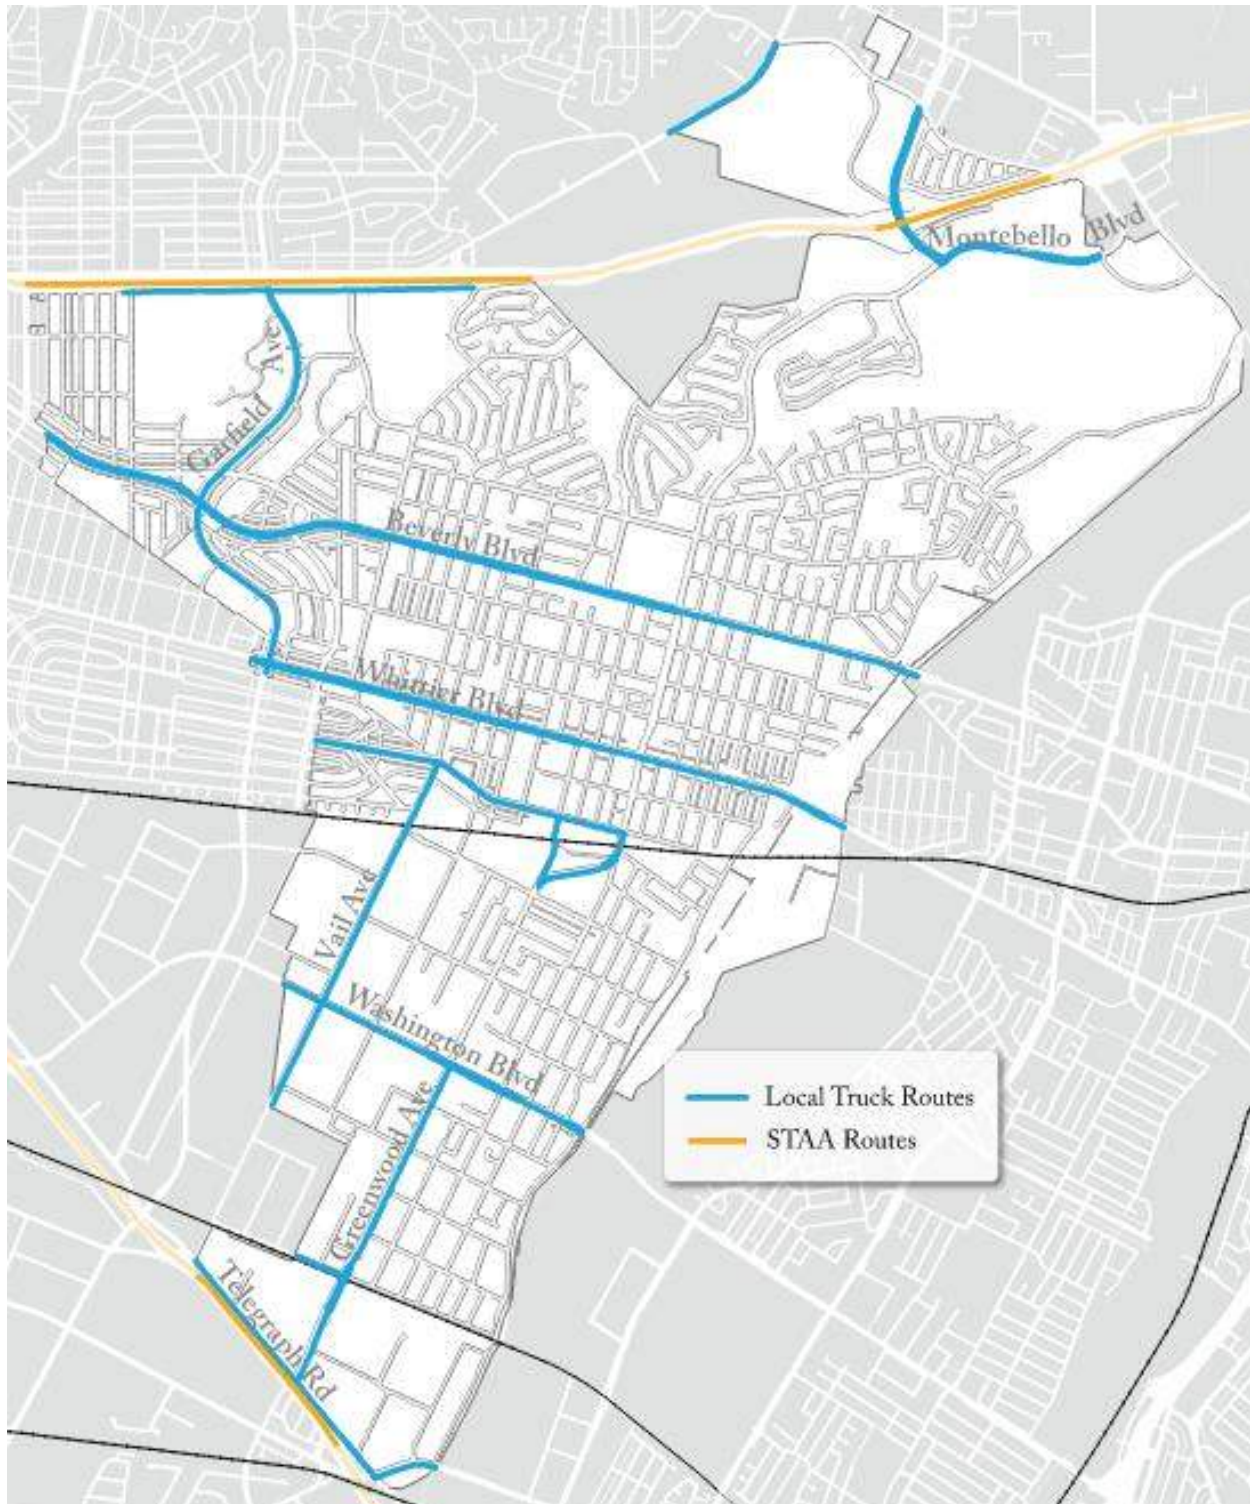 Montebello Blvd
Garfield Ave
Beverly Blvd
Whittier Blvd
Vail Ave
Washington Blvd
Greenwood Ave
Telegraph Rd
Local Truck Routes
STAA Routes